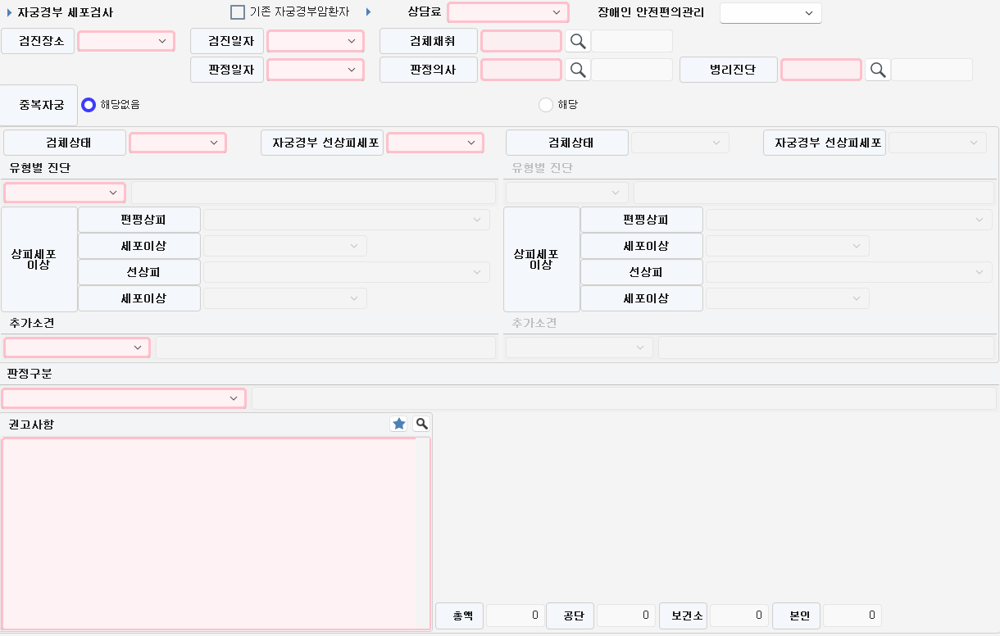 자궁경부 세포검사 기존 자궁경부암환자 상담료 장애인 안전편의관리
검진장소 검진일자 검체채취
판정일자 판정의사 병리진단
중복자궁 해당없음 해당
검체상태 자궁경부 선상피세포 검체상태 자궁경부 선상피세포
유형별 진단 유형별 진단
편평상피 편평상피
상피세포 이상 세포이상 상피세포 이상 세포이상
선상피 선상피
세포이상 세포이상
추가소견 추가소견
판정구분
권고사항
총액 0 공단 0 보건소 0 본인 0